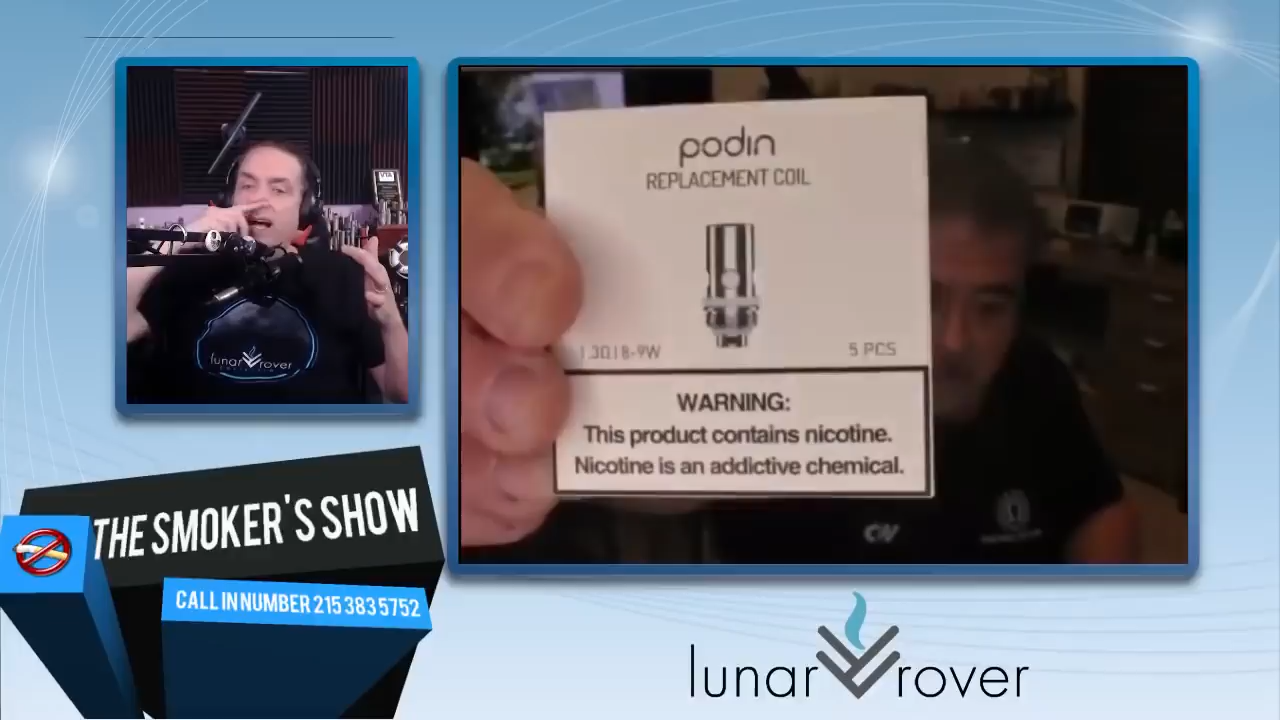 VTA
lunar rover
podin
REPLACEMENT COIL
5 PCS
WARNING:
This product contains nicotine.
Nicotine is an addictive chemical.
THE SMOKER'S SHOW
CALL IN NUMBER 215 383 5752
lunar rover